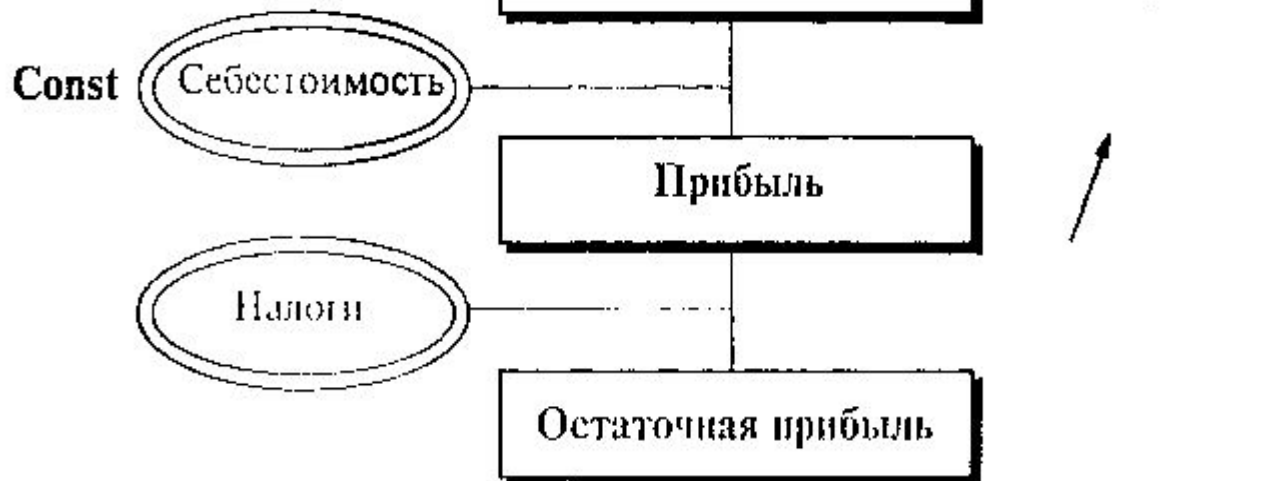 Const
Себестоимость
Прибыль
Налоги
Остаточная прибыль